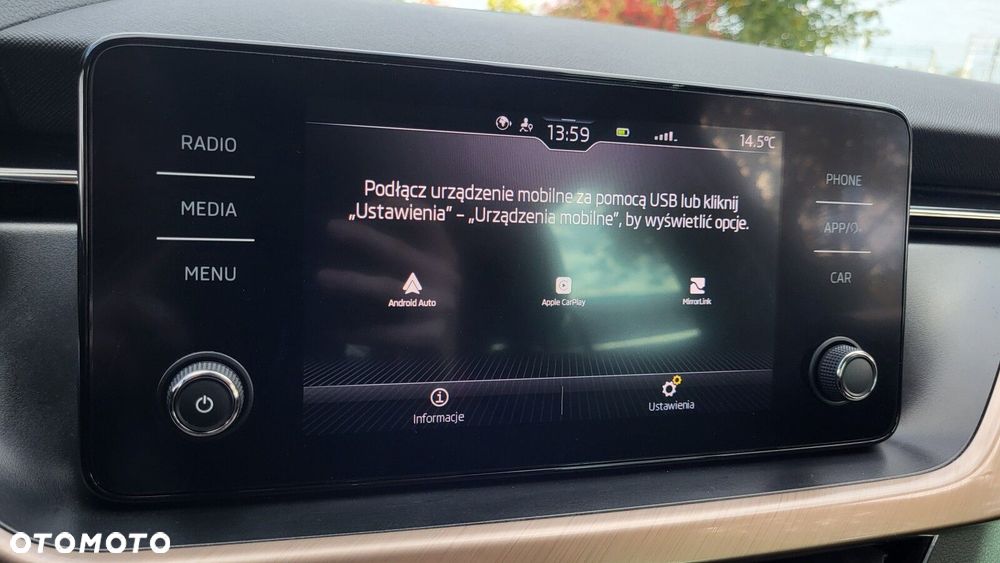 RADIO
MEDIA
MENU
13:59
14.5°C
Podłącz urządzenie mobilne za pomocą USB lub kliknij
„Ustawienia” – „Urządzenia mobilne”, by wyświetlić opcje.
Android Auto
Apple CarPlay
MirrorLink
Informacje
Ustawienia
PHONE
APP/
CAR
OTOMOTO